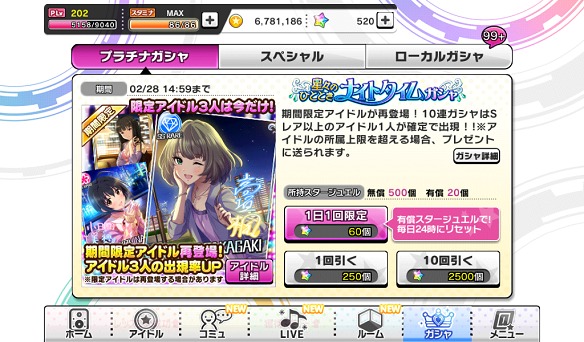 PLv 202
5158/9040
スタミナ MAX
86/86
6,781,186
520
プラチナガシャ
スペシャル
ローカルガシャ
99+
期間 02/28 14:59まで
期間限定
限定アイドル3人は今だけ!
SS RARE
KAGAKI
期間限定アイドル再登場!
アイドル3人の出現率UP
※限定アイドルは再登場する場合があります
アイドル
詳細
星々のひととき
ナイトタイムガシャ
期間限定アイドルが再登場!10連ガシャはS
レア以上のアイドル1人が確定で出現!!※ア
イドルの所属上限を超える場合、プレゼント
に送られます。
ガシャ詳細
所持スタージュエル 無償 500個 有償 20個
1日1回限定
60個
有償スタージュエルで!
毎日24時にリセット
1回引く
250個
10回引く
2500個
NEW
NEW
NEW
ホーム
アイドル
コミュ
LIVE
ルーム
ガシャ
メニュー